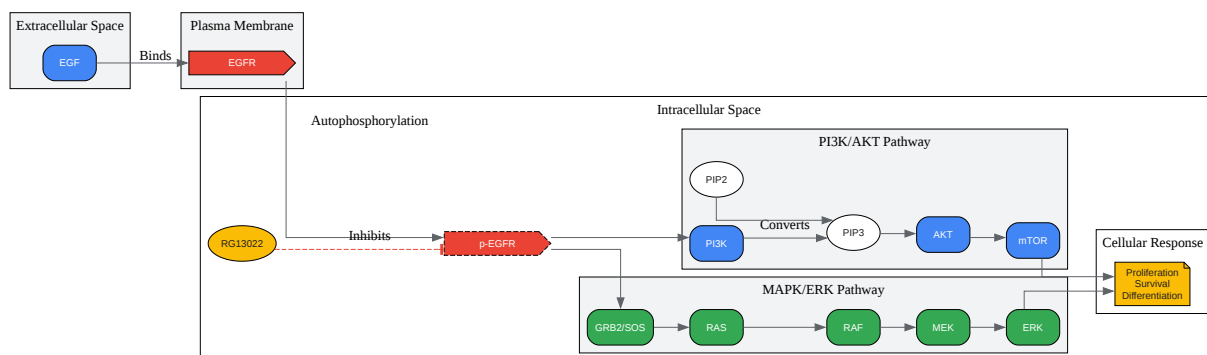 Extracellular Space
EGF
Binds
Plasma Membrane
EGFR
Intracellular Space
Autophosphorylation
RG13022
Inhibits
p-EGFR
PI3K/AKT Pathway
PIP2
PI3K
Converts
PIP3
AKT
mTOR
MAPK/ERK Pathway
GRB2/SOS
RAS
RAF
MEK
ERK
Cellular Response
Proliferation
Survival
Differentiation